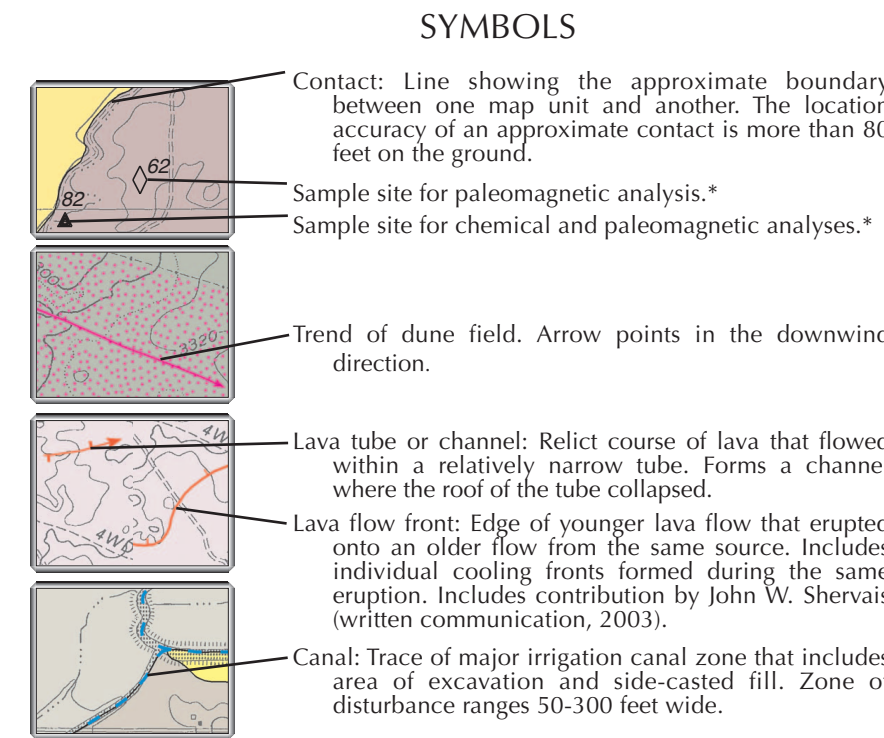 SYMBOLS
Contact: Line showing the approximate boundary
between one map unit and another. The location
accuracy of an approximate contact is more than 80
feet on the ground.
62
Sample site for paleomagnetic analysis.*
82
Sample site for chemical and paleomagnetic analyses.*
3320
Trend of dune field. Arrow points in the downwind
direction.
4W
Lava tube or channel: Relict course of lava that flowed
within a relatively narrow tube. Forms a channel
where the roof of the tube collapsed.
Lava flow front: Edge of younger lava flow that erupted
4W
onto an older flow from the same source. Includes
individual cooling fronts formed during the same
eruption. Includes contribution by John W. Shervais
(written communication, 2003).
Canal: Trace of major irrigation canal zone that includes
area of excavation and side-casted fill. Zone of
disturbance ranges 50-300 feet wide.